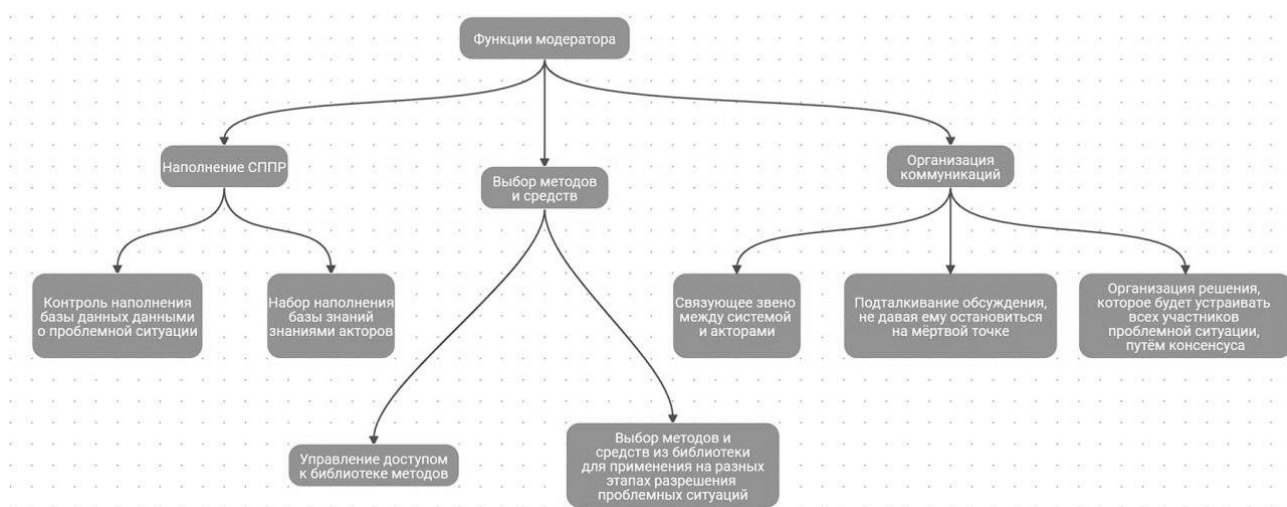 Функции модератора
Наполнение СППР
Выбор методов
и средств
Организация
коммуникаций
Контроль наполнения
базы данных данными
о проблемной ситуации
Набор наполнения
базы знаний
знаниями акторов
Связующее звено
между системой
и акторами
Подталкивание обсуждения,
не давая ему остановиться
на мёртвой точке
Организация решения,
которое будет устраивать
всех участников
проблемной ситуации,
путём консенсуса
Управление доступом
к библиотеке методов
Выбор методов и
средств из библиотеки
для применения на разных
этапах разрешения
проблемных ситуаций